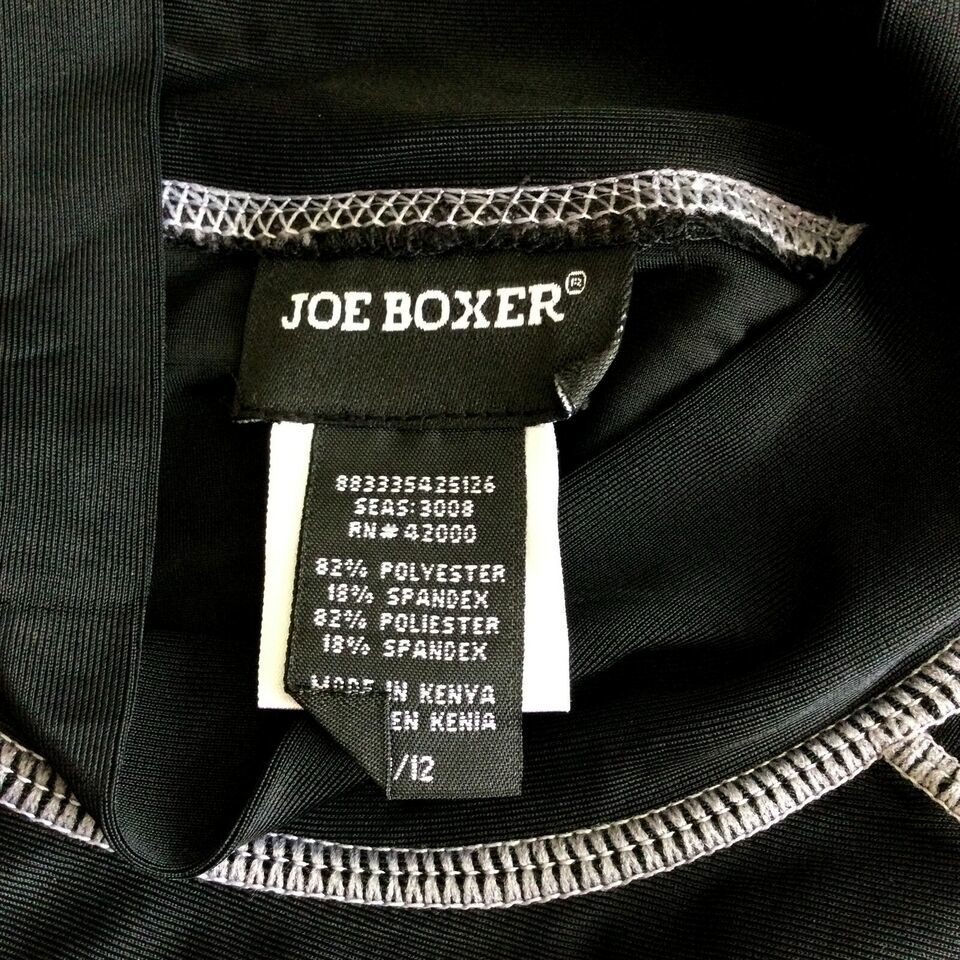 JOE BOXER®
883335425126
SEAS: 3008
RN# 42000
82% POLYESTER
18% SPANDEX
82% POLIESTER
18% SPANDEX
MADE IN KENYA
EN KENIA
/12